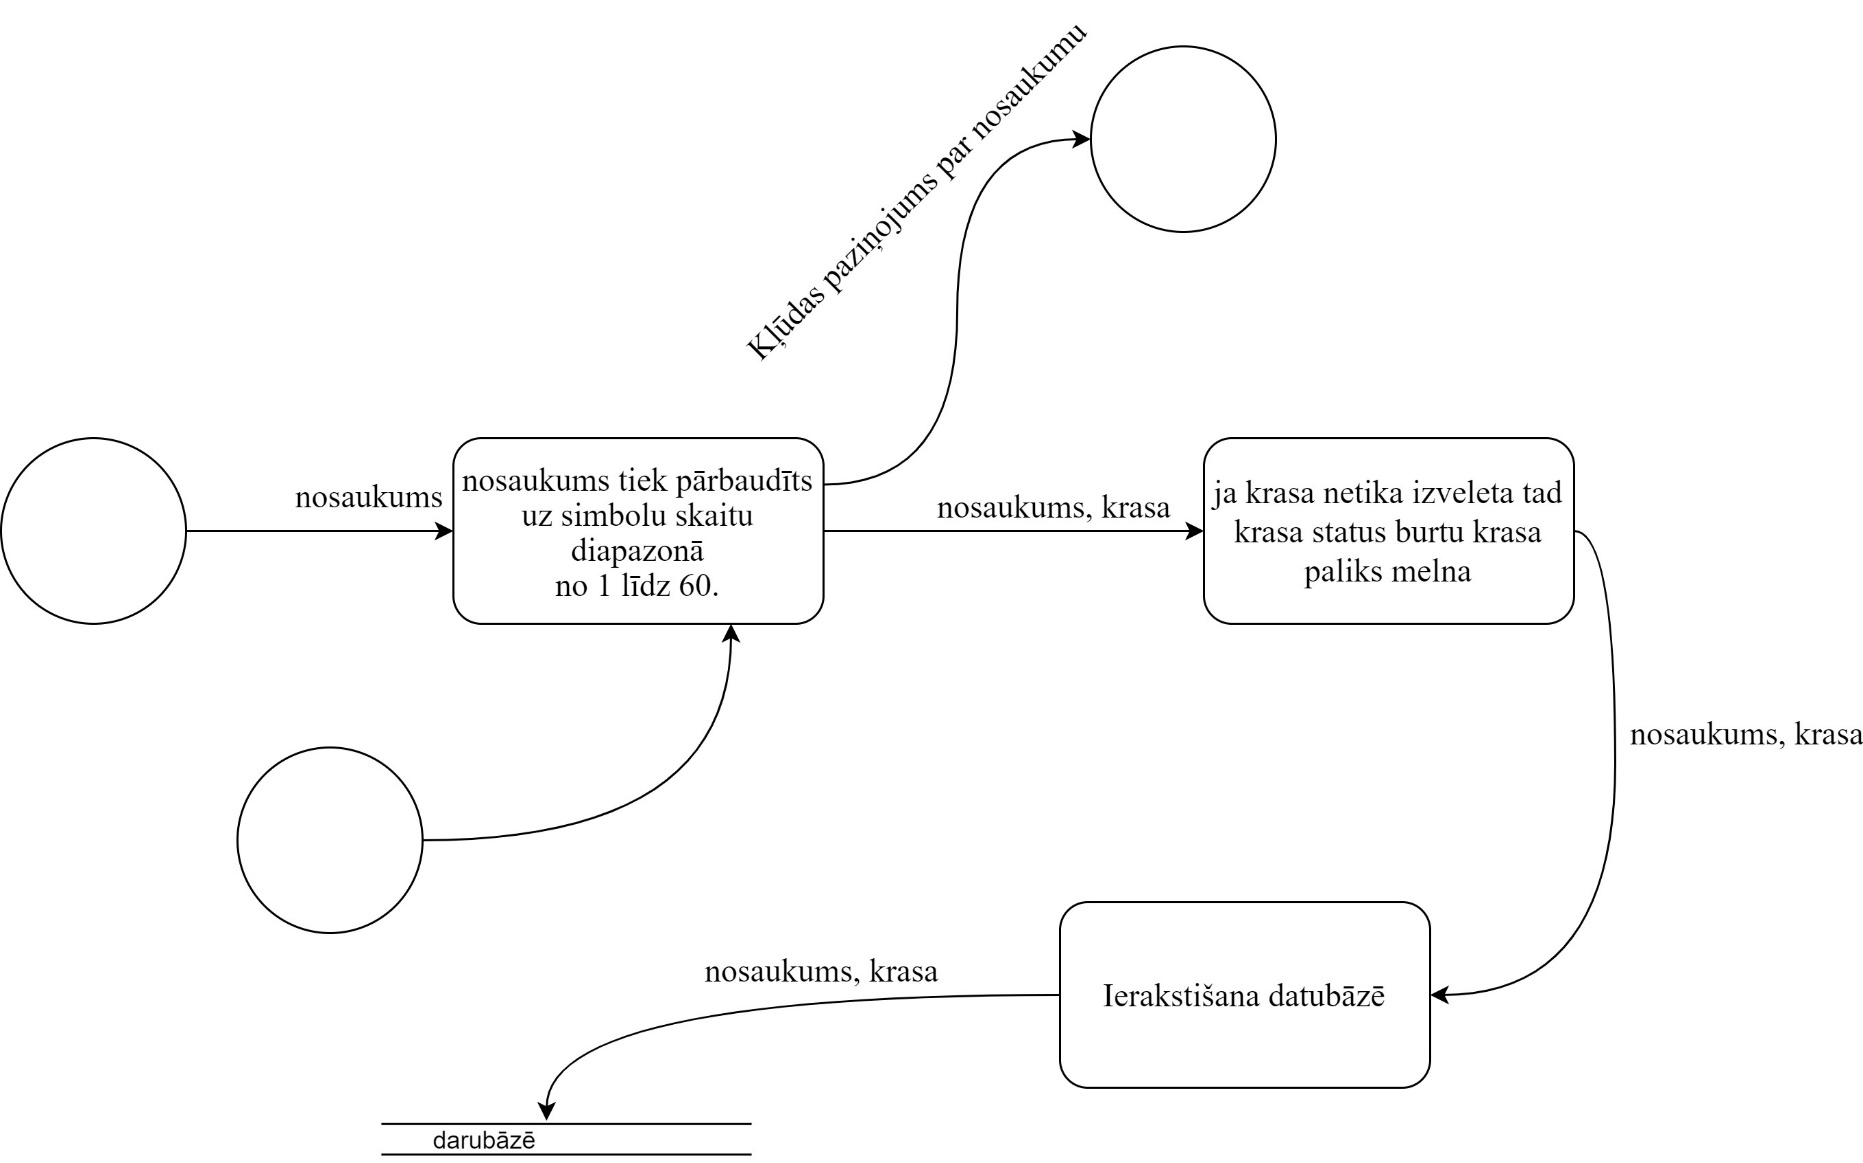 Kļūdas paziņojums par nosaukumu
nosaukums
nosaukums tiek pārbaudīts
uz simbolu skaitu
diapazonā
no 1 līdz 60.
nosaukums, krasa
ja krasa netika izveleta tad
krasa status burtu krasa
paliks melna
nosaukums, krasa
Ierakstišana datubāzē
nosaukums, krasa
darubāzē